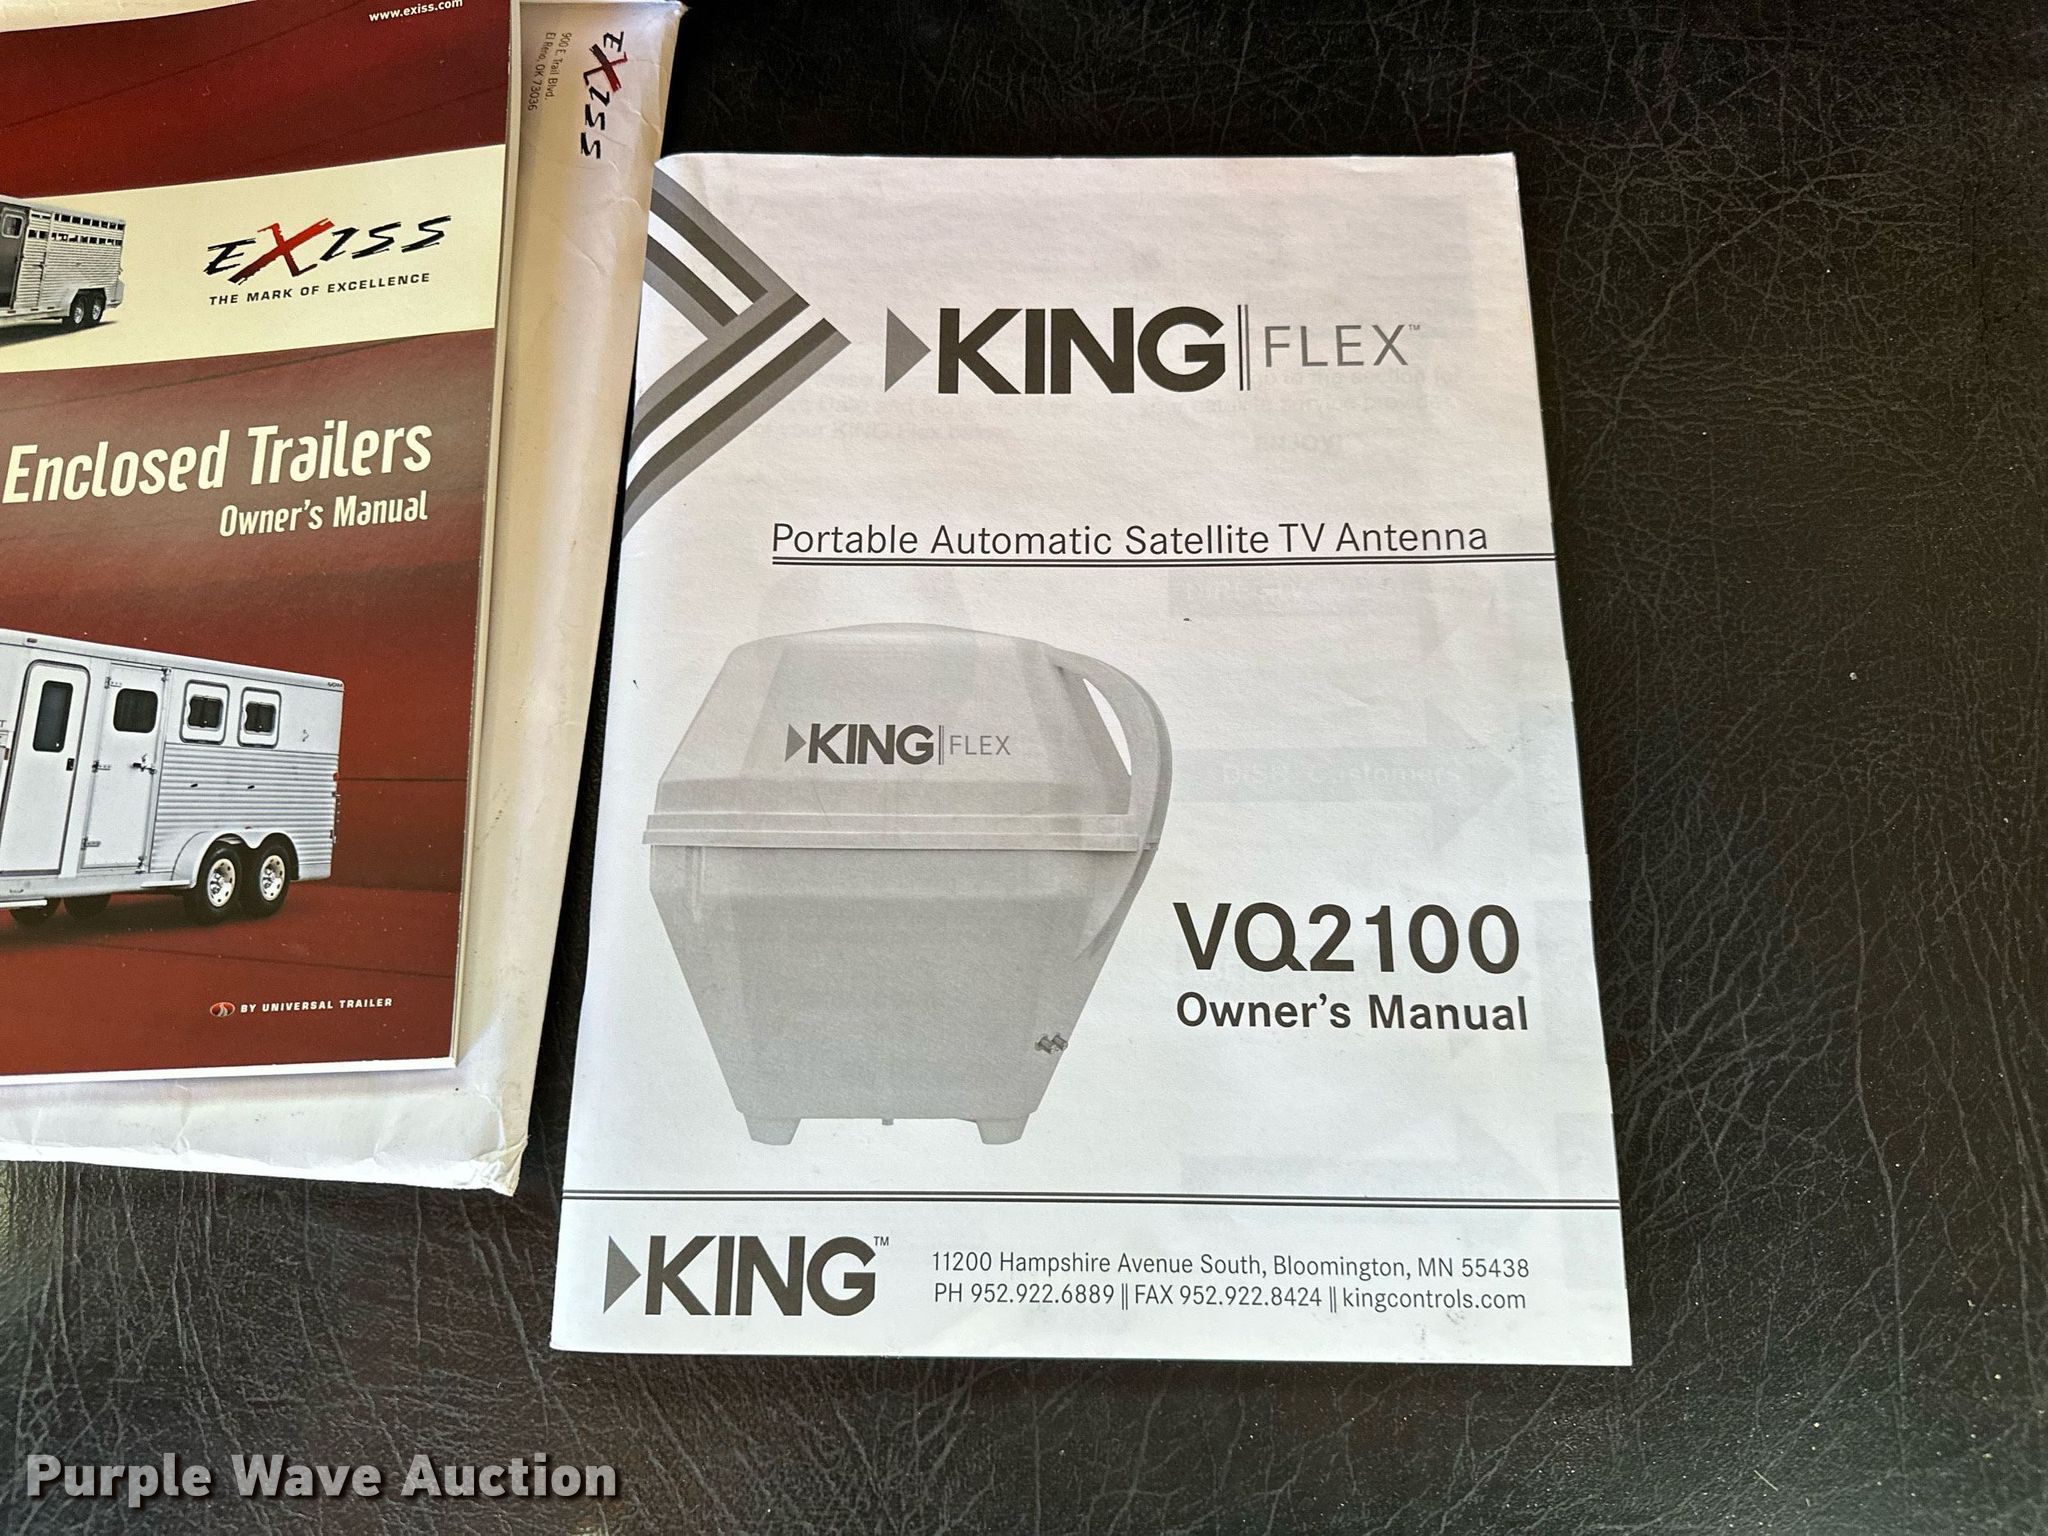 www.exiss.com
EXISS
THE MARK OF EXCELLENCE
Enclosed Trailers
Owner's Manual
BY UNIVERSAL TRAILER
EXISS
900 E. Trail Blvd.
El Reno, OK 73036
KING FLEX™
Portable Automatic Satellite TV Antenna
KING FLEX
VQ2100
Owner's Manual
KING™
11200 Hampshire Avenue South, Bloomington, MN 55438
PH 952.922.6889 || FAX 952.922.8424 || kingcontrols.com
Purple Wave Auction